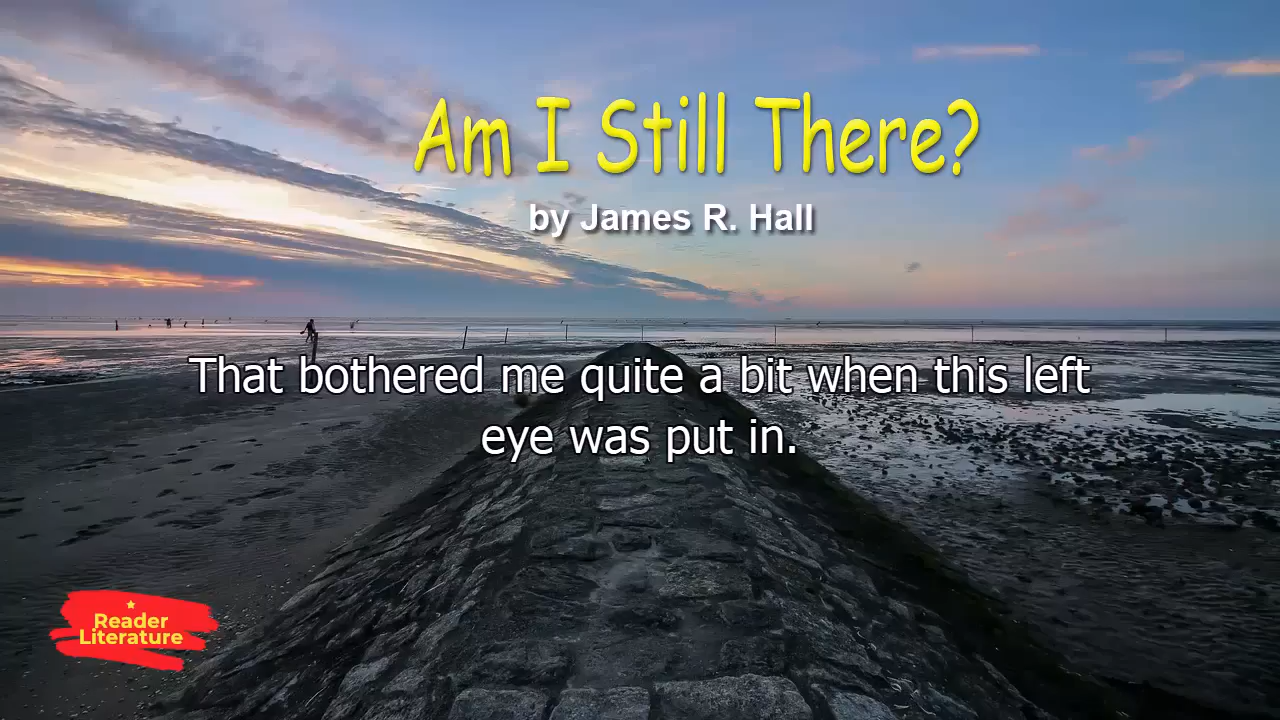 Am I Still There?
by James R. Hall
That bothered me quite a bit when this left
eye was put in.
Reader
Literature